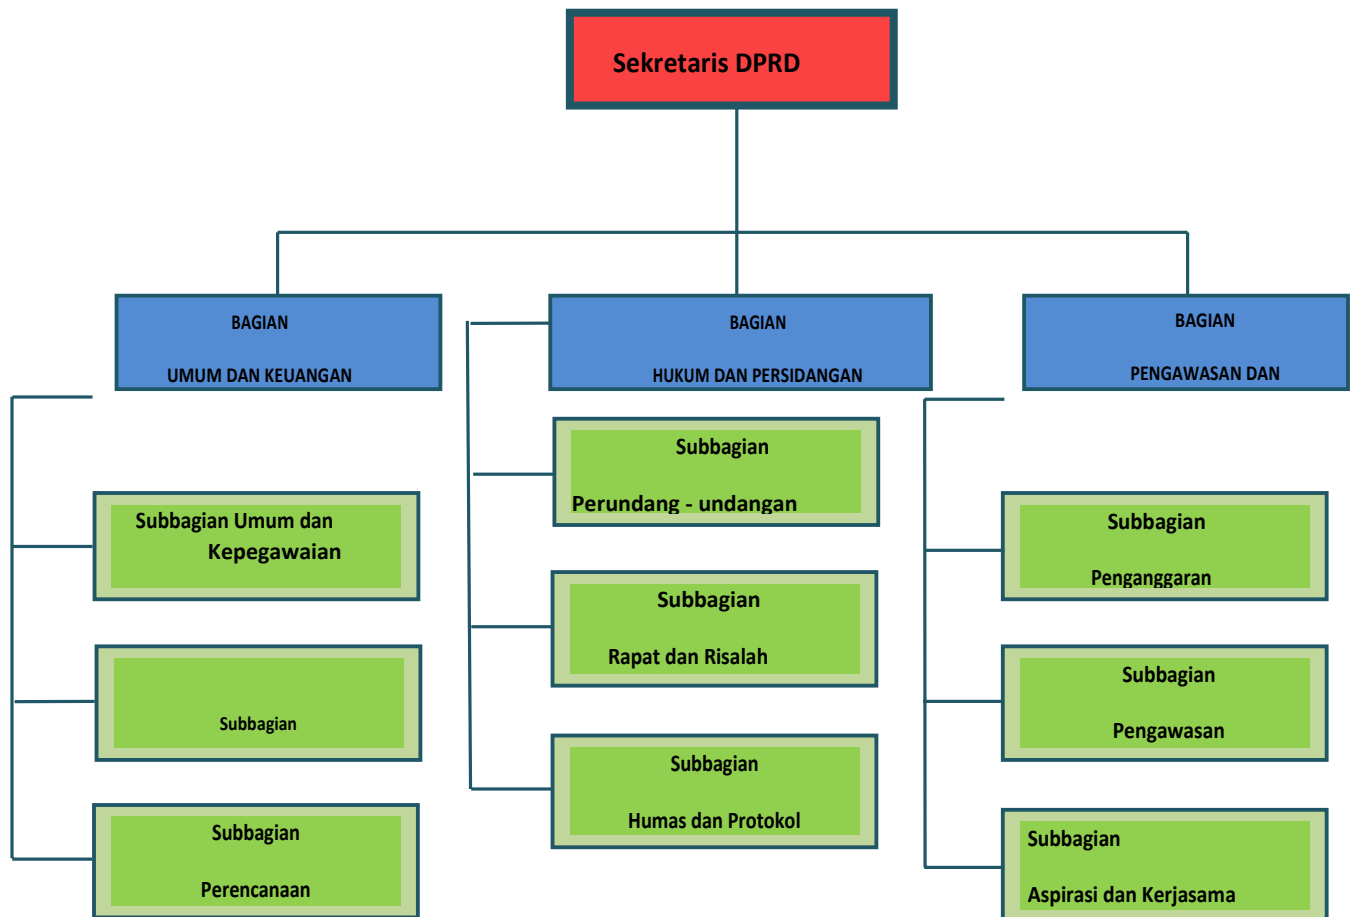 Sekretaris DPRD
BAGIAN
UMUM DAN KEUANGAN
BAGIAN
HUKUM DAN PERSIDANGAN
BAGIAN
PENGAWASAN DAN
Subbagian Umum dan
Kepegawaian
Subbagian
Subbagian
Perencanaan
Subbagian
Perundang - undangan
Subbagian
Rapat dan Risalah
Subbagian
Humas dan Protokol
Subbagian
Penganggaran
Subbagian
Pengawasan
Subbagian
Aspirasi dan Kerjasama